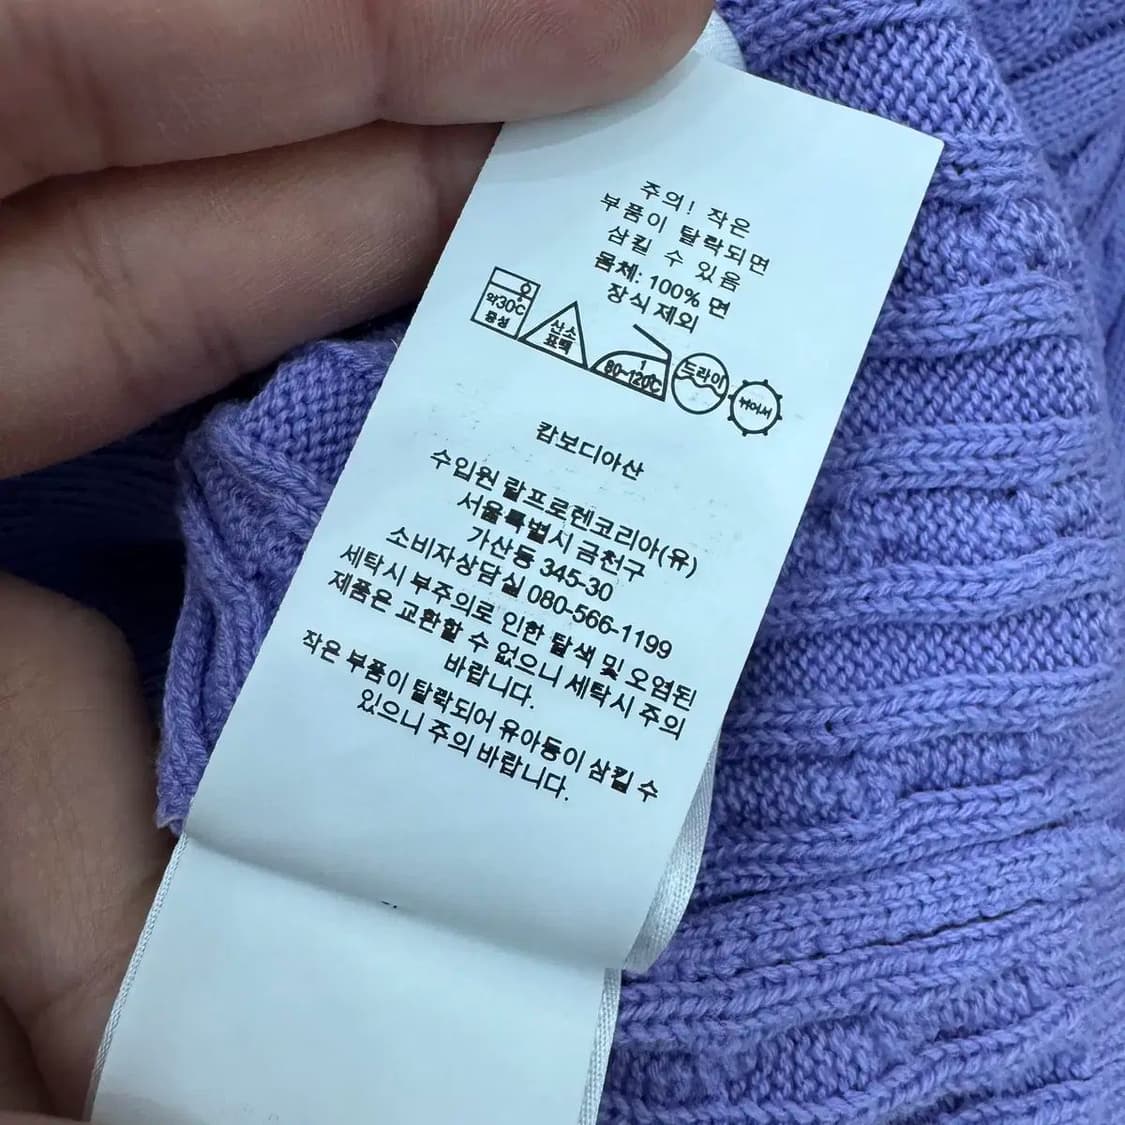 주의! 작은
부품이 탈락되면
삼킬 수 있음
몸체: 100% 면
장식 제외
약30℃
중성
산소
표백
1
80~120℃
드라이
뉘어서
캄보디아산
수입원 랄프로렌코리아(유)
서울특별시 금천구
가산동 345-30
소비자상담실 080-566-1199
세탁시 부주의로 인한 탈색 및 오염된
제품은 교환할 수 없으니 세탁시 주의
바랍니다.
작은 부품이 탈락되어 유아동이 삼킬 수
있으니 주의 바랍니다.